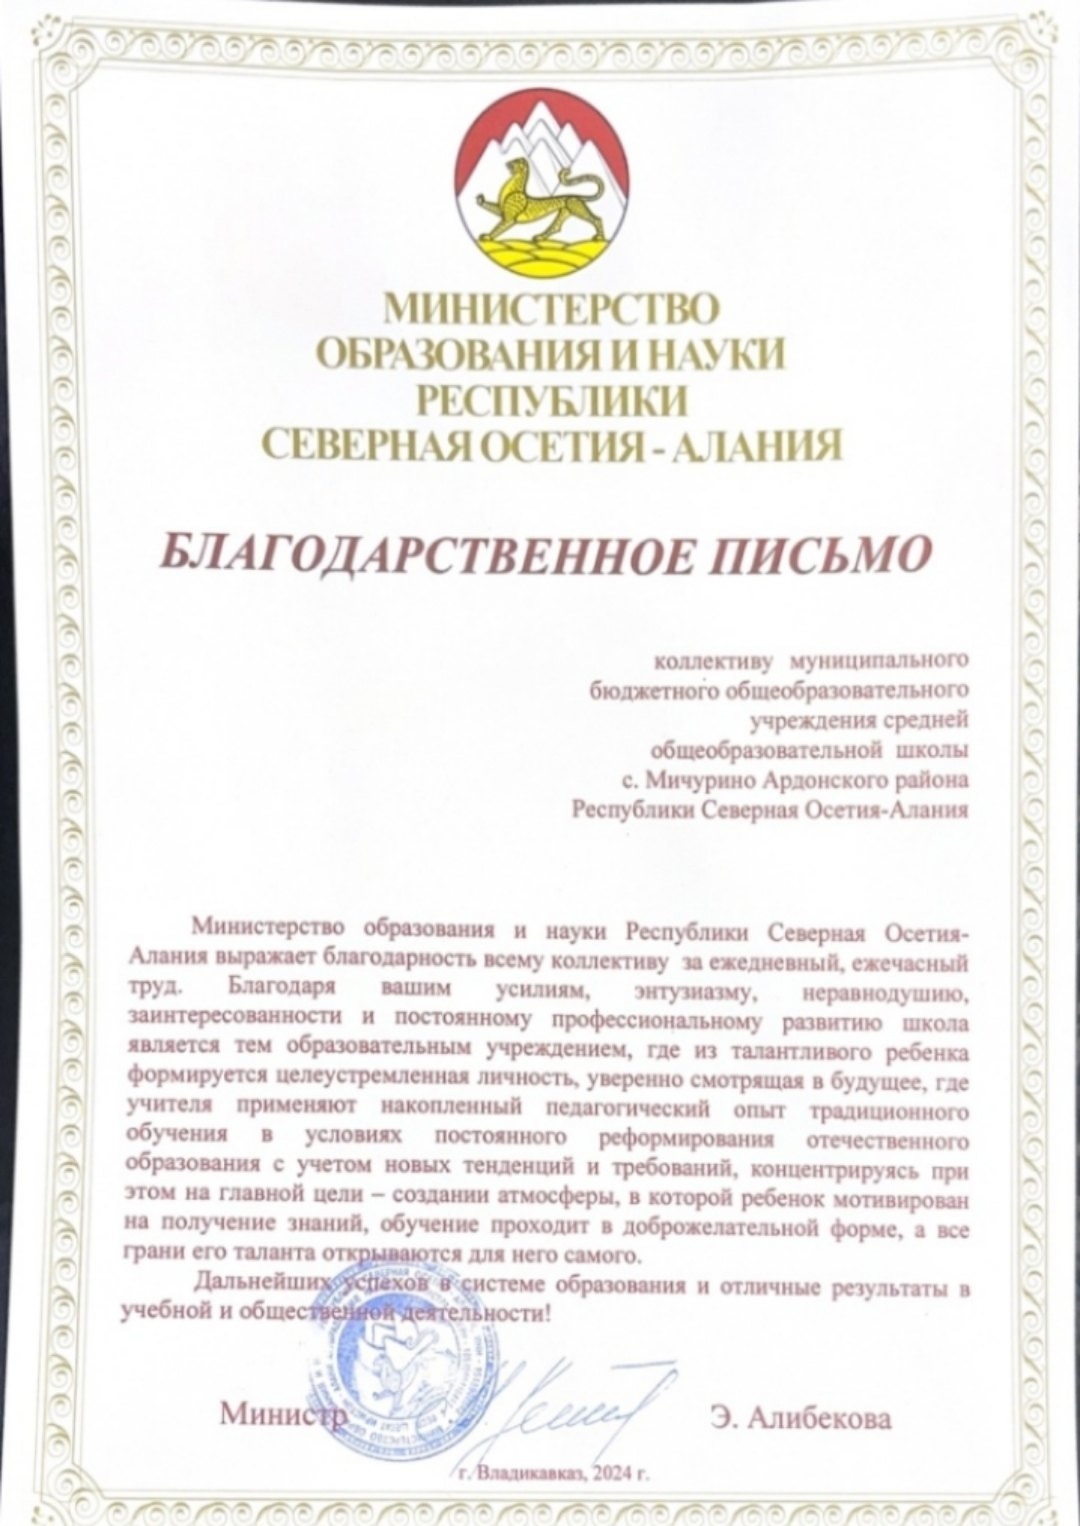 МИНИСТЕРСТВО
ОБРАЗОВАНИЯ И НАУКИ
РЕСПУБЛИКИ
СЕВЕРНАЯ ОСЕТИЯ - АЛАНИЯ
БЛАГОДАРСТВЕННОЕ ПИСЬМО
коллективу муниципального
бюджетного общеобразовательного
учреждения средней
общеобразовательной школы
с. Мичурино Ардонского района
Республики Северная Осетия-Алания
Министерство образования и науки Республики Северная Осетия-
Алания выражает благодарность всему коллективу за ежедневный, ежечасный
труд. Благодаря вашим усилиям, энтузиазму, неравнодушию,
заинтересованности и постоянному профессиональному развитию школа
является тем образовательным учреждением, где из талантливого ребенка
формируется целеустремленная личность, уверенно смотрящая в будущее, где
учителя применяют накопленный педагогический опыт традиционного
обучения в условиях постоянного реформирования отечественного
образования с учетом новых тенденций и требований, концентрируясь при
этом на главной цели – создании атмосферы, в которой ребенок мотивирован
на получение знаний, обучение проходит в доброжелательной форме, а все
грани его таланта открываются для него самого.
Дальнейших успехов в системе образования и отличные результаты в
учебной и общественной деятельности!
Министр Э. Алибекова
г. Владикавказ, 2024 г.